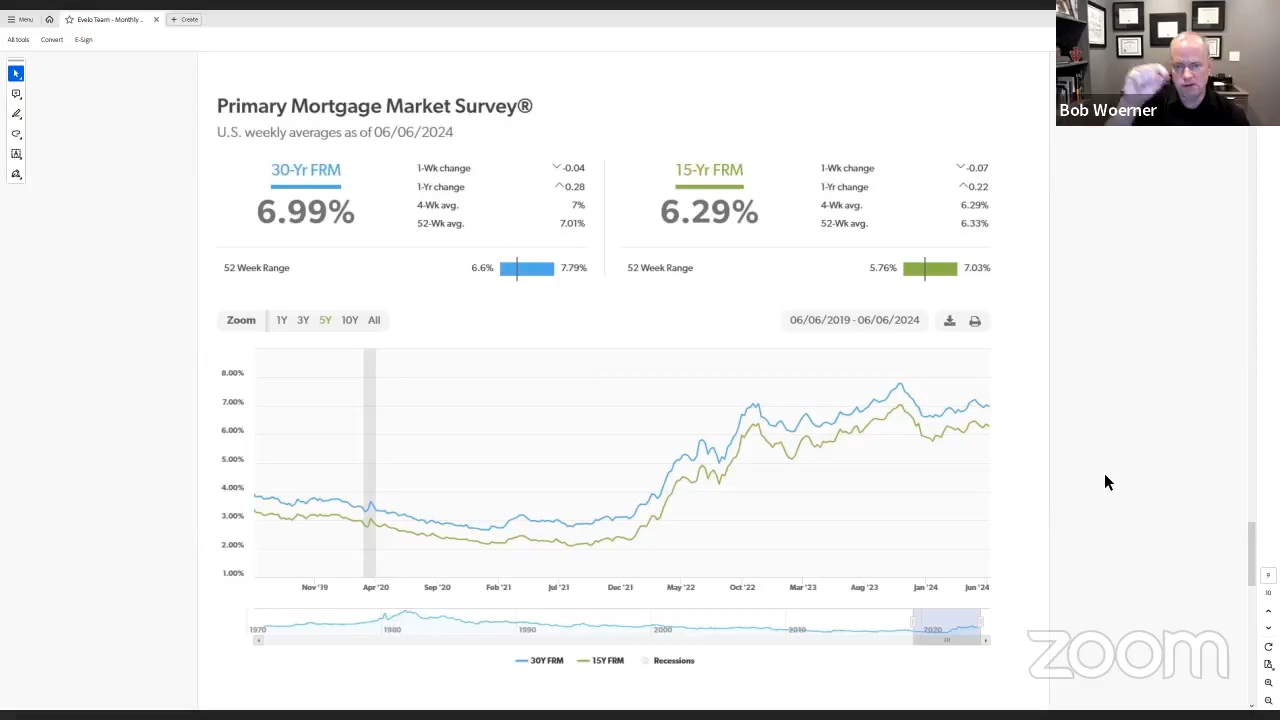 Menu
Evelo Team - Monthly ..
Create
All tools
Convert
E-Sign
Bob Woerner
Primary Mortgage Market Survey®
U.S. weekly averages as of 06/06/2024
30-Yr FRM
6.99%
1-Wk change -0.04
1-Yr change 0.28
4-Wk avg. 7%
52-Wk avg. 7.01%
52 Week Range 6.6% 7.79%
15-Yr FRM
6.29%
1-Wk change -0.07
1-Yr change 0.22
4-Wk avg. 6.29%
52-Wk avg. 6.33%
52 Week Range 5.76% 7.03%
Zoom 1Y 3Y 5Y 10Y All
06/06/2019 - 06/06/2024
8.00%
7.00%
6.00%
5.00%
4.00%
3.00%
2.00%
1.00%
Nov '19 Apr '20 Sep '20 Feb '21 Jul '21 Dec '21 May '22 Oct '22 Mar '23 Aug '23 Jan '24 Jun '24
1970 1980 1990 2000 2010 2020
30Y FRM 15Y FRM Recessions
9
10
zoom